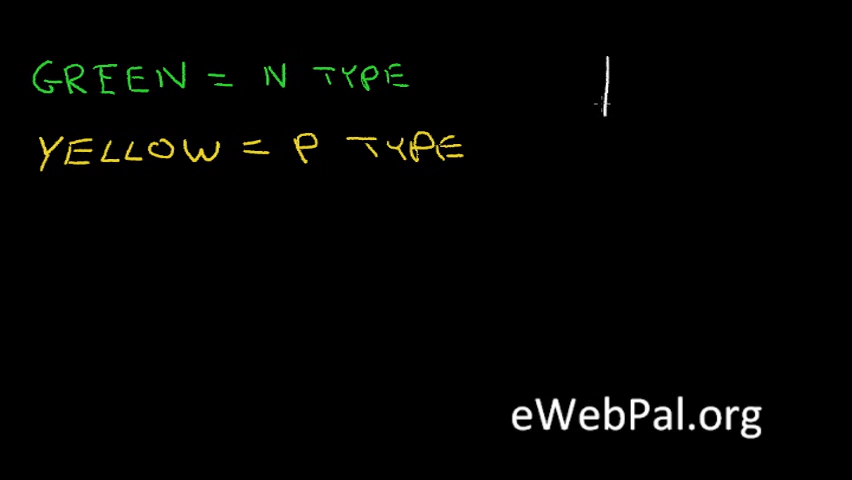 GREEN = N TYPE
YELLOW = P TYPE
eWebPal.org